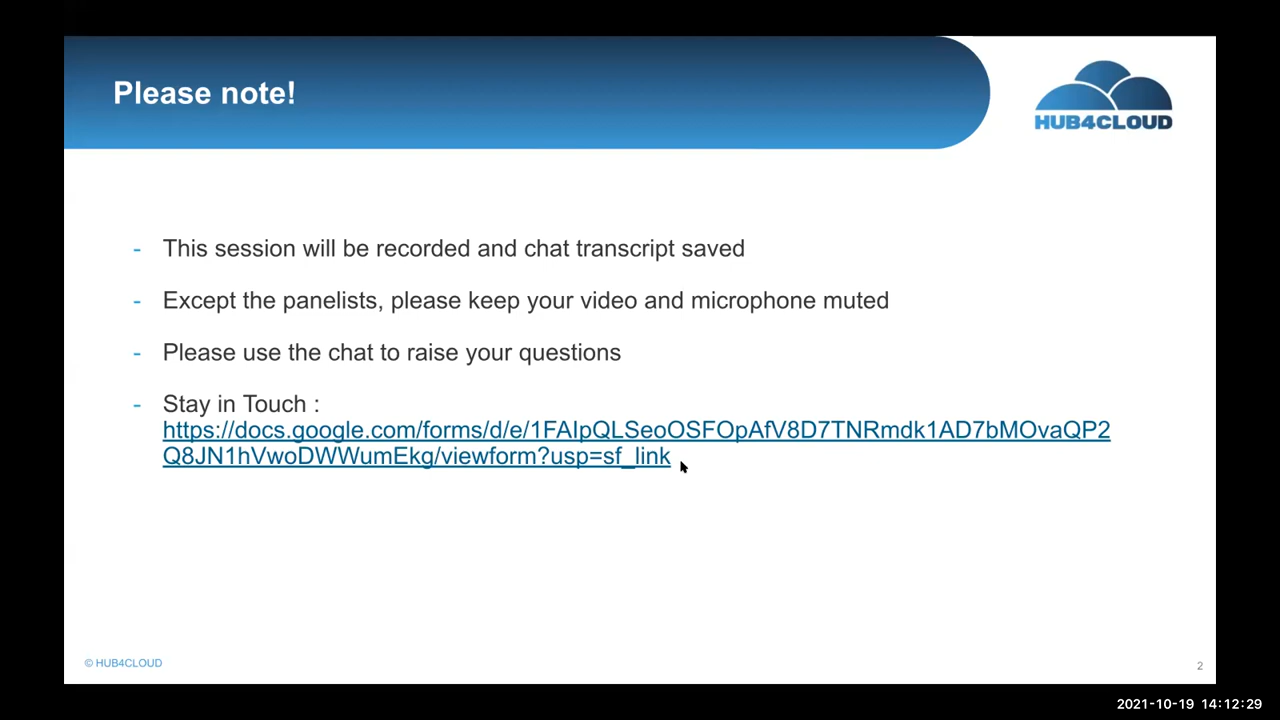 Please note!
HUB4CLOUD
- This session will be recorded and chat transcript saved
- Except the panelists, please keep your video and microphone muted
- Please use the chat to raise your questions
- Stay in Touch :
https://docs.google.com/forms/d/e/1FAIpQLSeoOSFOpAfV8D7TNRmdk1AD7bMOvaQP2
Q8JN1hVwoDWWumEkg/viewform?usp=sf_link
© HUB4CLOUD
2
2021-10-19 14:12:29